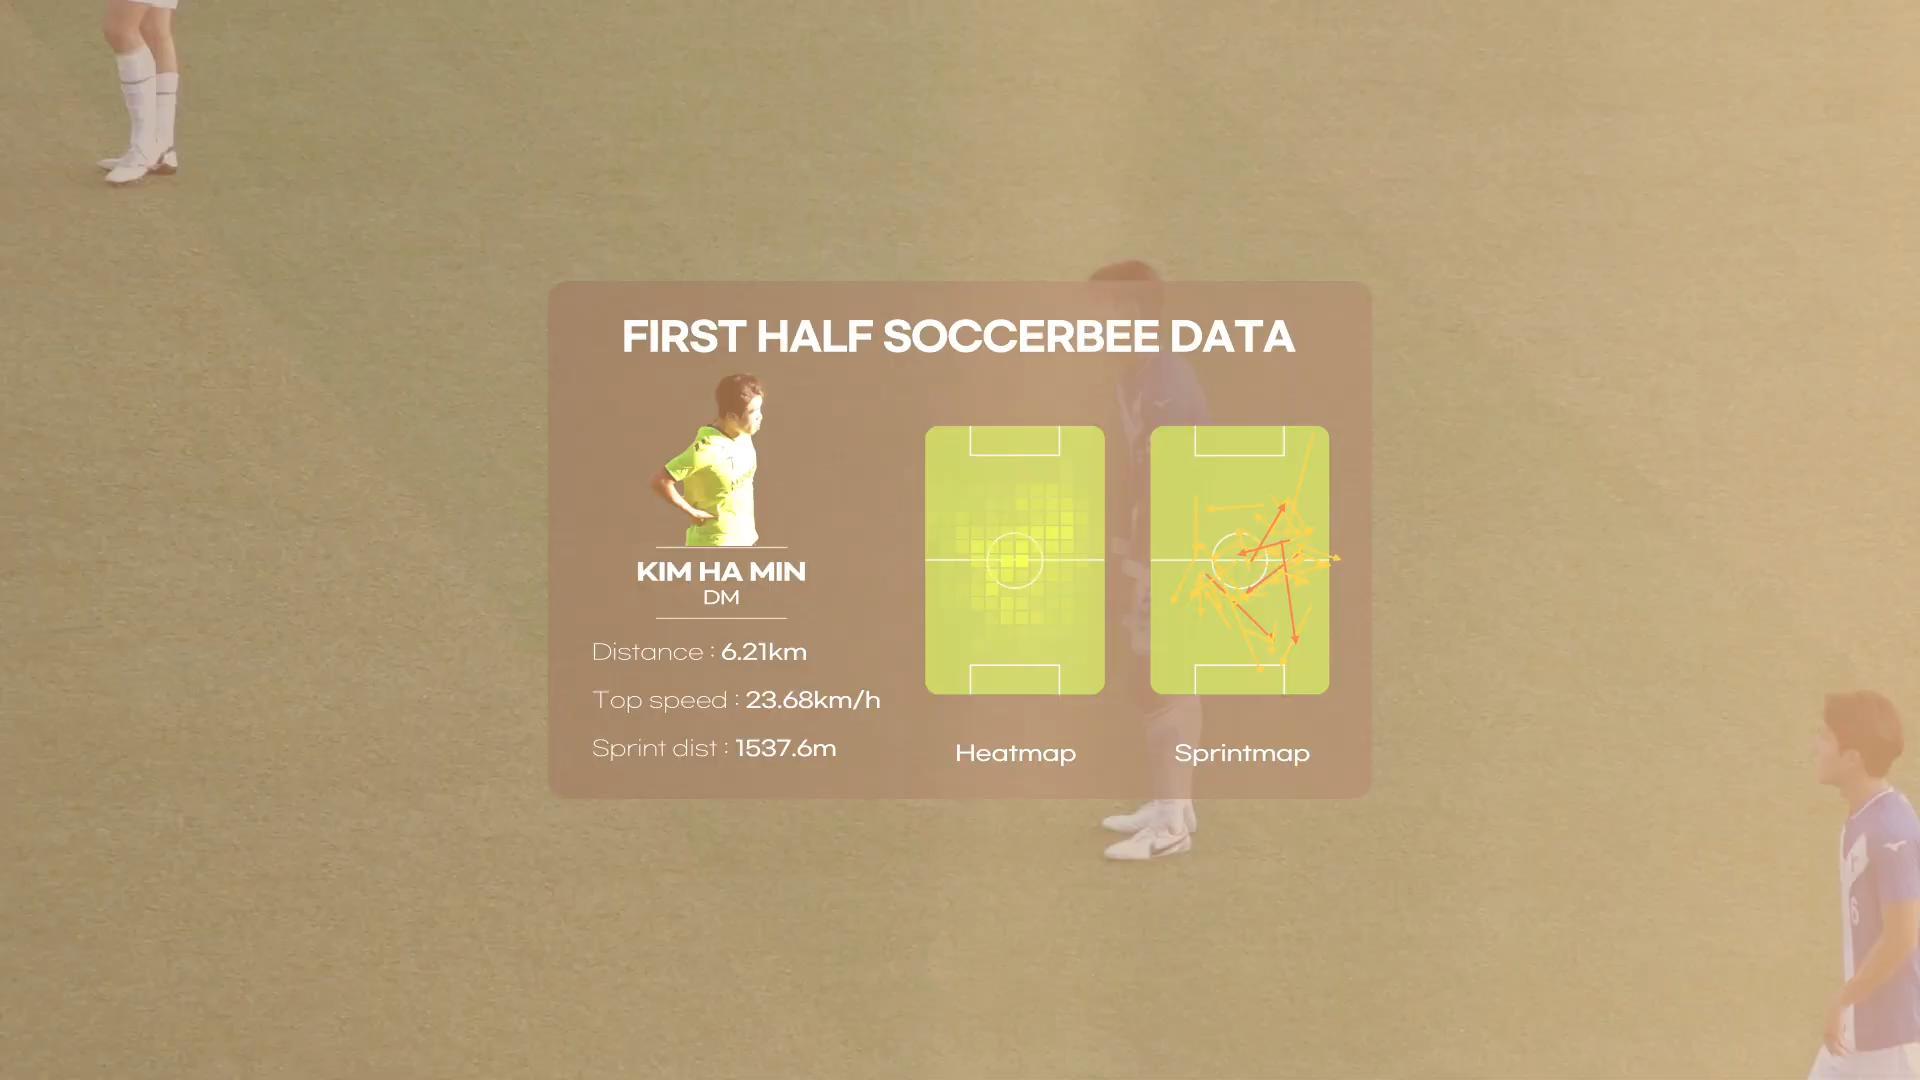 FIRST HALF SOCCERBEE DATA
KIM HA MIN
DM
Distance : 6.21km
Top speed : 23.68km/h
Sprint dist : 1537.6m
Heatmap
Sprintmap
6